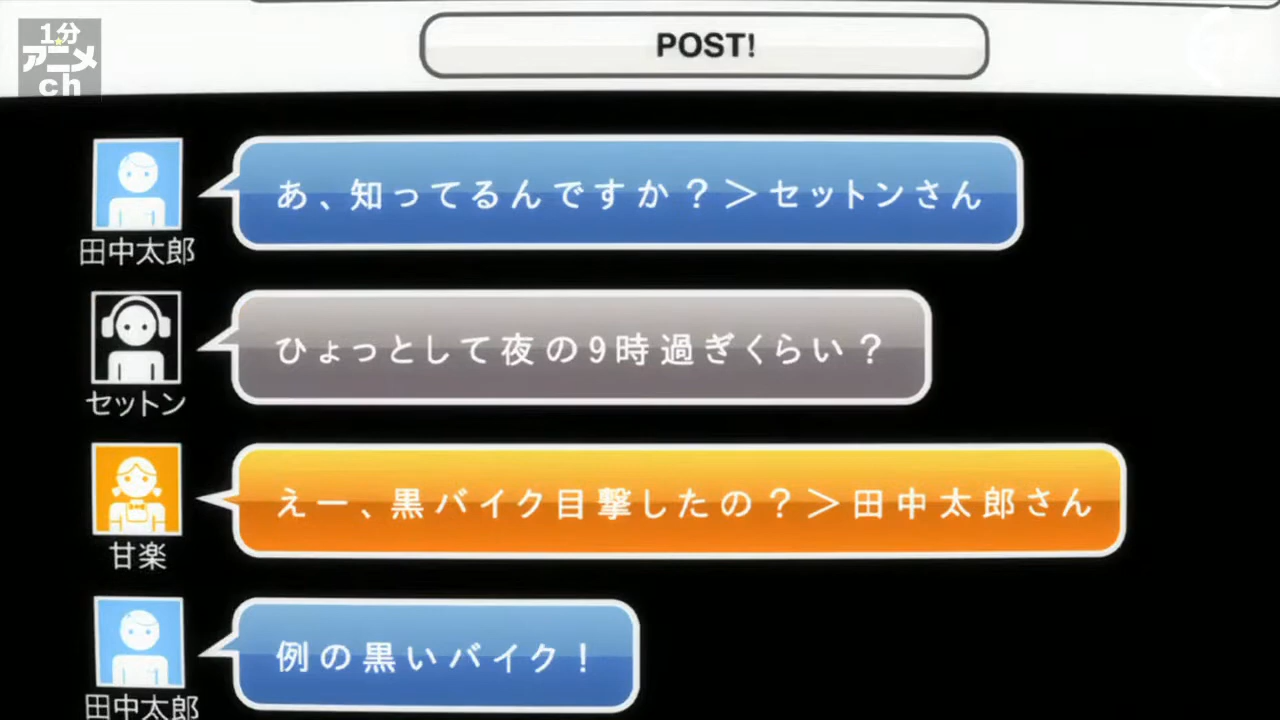 1分
アニメ
ch
POST!
あ、知ってるんですか？＞セットンさん
田中太郎
ひょっとして夜の9時過ぎくらい？
セットン
えー、黒バイク目撃したの？＞田中太郎さん
甘楽
例の黒いバイク！
田中太郎